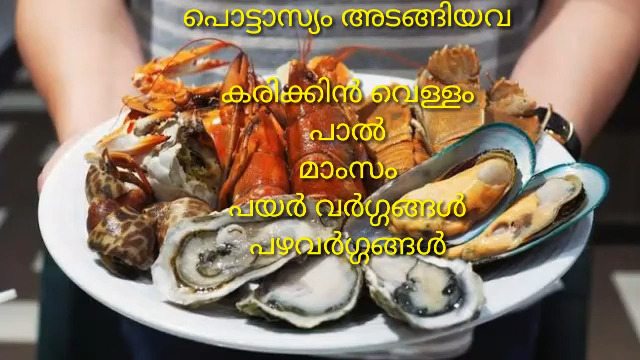 പൊട്ടാസ്യം അടങ്ങിയവ
കരിക്കിൻ വെള്ളം
പാൽ
മാംസം
പയർ വർഗ്ഗങ്ങൾ
പഴവർഗ്ഗങ്ങൾ